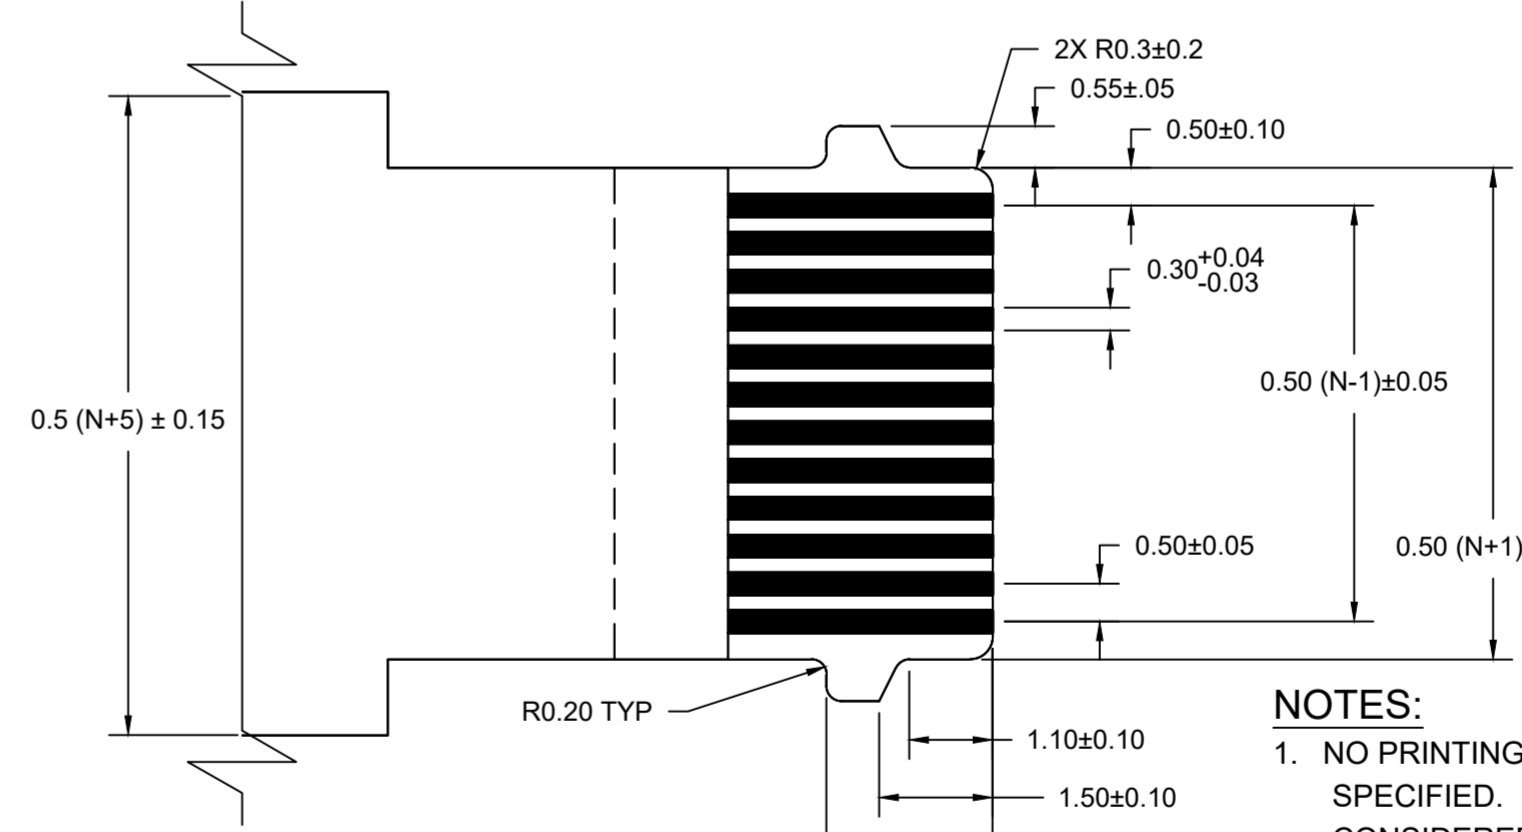 2X R0.3±0.2
0.55±.05
0.50±0.10
0.30+0.04
-0.03
0.50 (N-1)±0.05
0.5 (N+5) ± 0.15
0.50±0.05
0.50 (N+1)
R0.20 TYP
1.10±0.10
1.50±0.10
NOTES:
1. NO PRINTING
SPECIFIED.